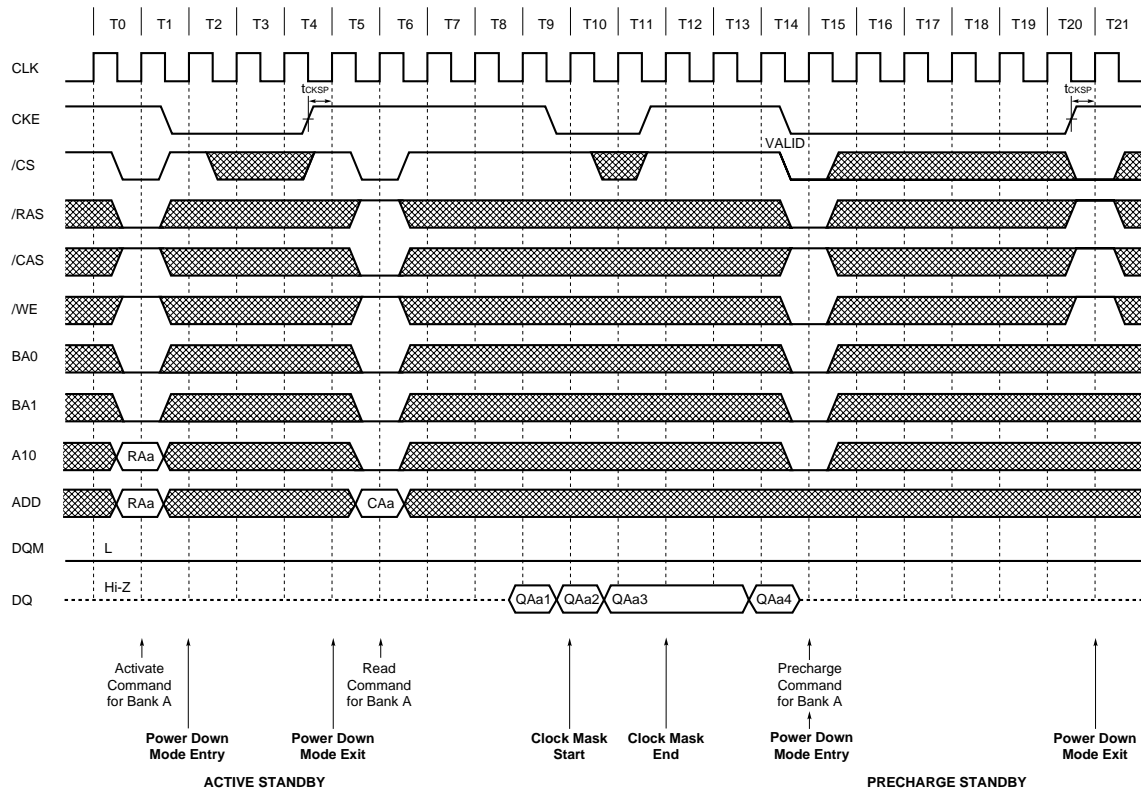 T0 T1 T2 T3 T4 T5 T6 T7 T8 T9 T10 T11 T12 T13 T14 T15 T16 T17 T18 T19 T20 T21
CLK
tCKSP tCKSP
CKE
VALID
/CS
/RAS
/CAS
/WE
BA0
BA1
A10 RAa
ADD RAa CAa
DQM L
Hi-Z
DQ QAa1 QAa2 QAa3 QAa4
Activate
Command
for Bank A
Read
Command
for Bank A
Precharge
Command
for Bank A
Power Down
Mode Entry
Power Down
Mode Exit
Clock Mask
Start
Clock Mask
End
Power Down
Mode Entry
Power Down
Mode Exit
ACTIVE STANDBY
PRECHARGE STANDBY